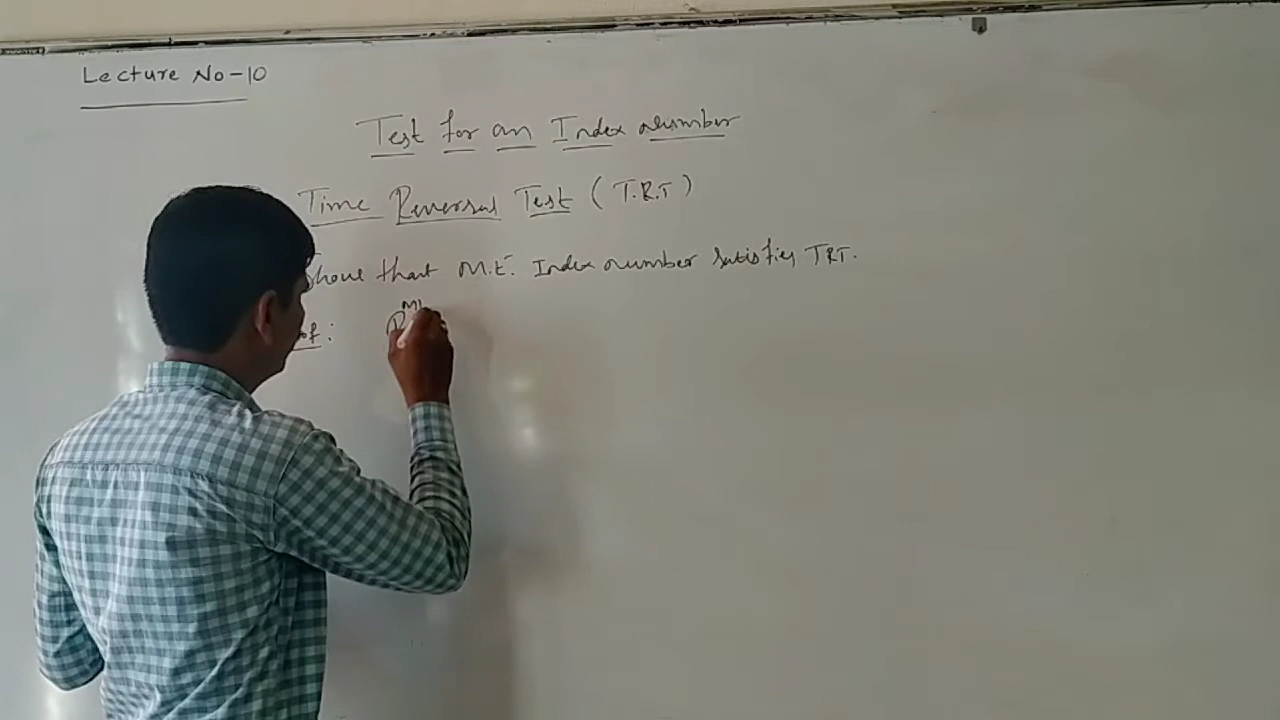 Lecture No-10
Test for an Index Number
Time Reversal Test (T.R.T)
Show that M.E. Index number satisfies TRT.